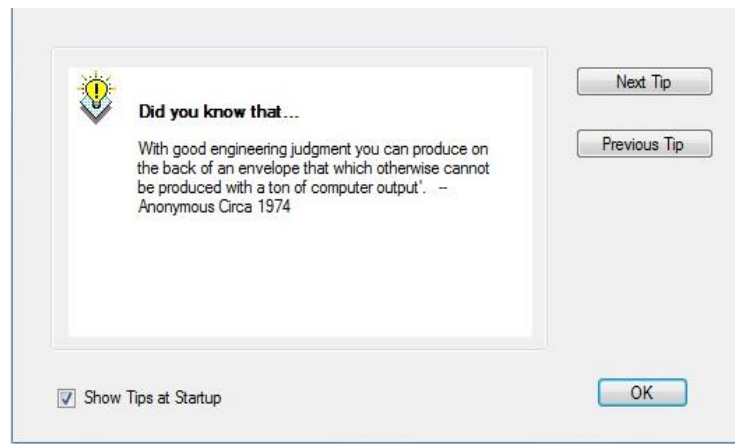 Did you know that...
With good engineering judgment you can produce on
the back of an envelope that which otherwise cannot
be produced with a ton of computer output'. --
Anonymous Circa 1974
Next Tip
Previous Tip
Show Tips at Startup
OK